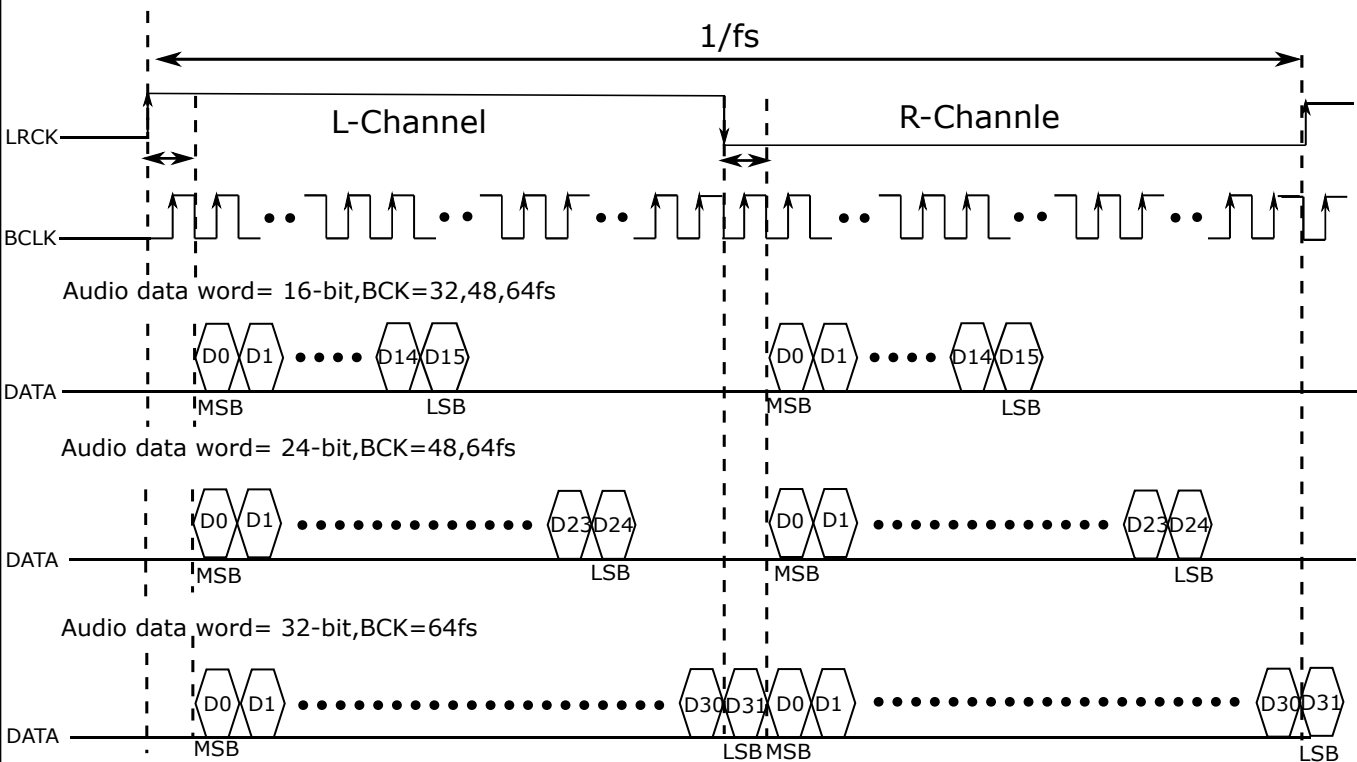 1/fs
LRCK
L-Channel
R-Channle
BCLK
Audio data word= 16-bit,BCK=32,48,64fs
D0 D1 D14 D15 D0 D1 D14 D15
DATA
MSB LSB MSB LSB
Audio data word= 24-bit,BCK=48,64fs
D0 D1 D23 D24 D0 D1 D23 D24
DATA
MSB LSB MSB LSB
Audio data word= 32-bit,BCK=64fs
D0 D1 D30 D31 D0 D1 D30 D31
DATA
MSB LSB MSB LSB